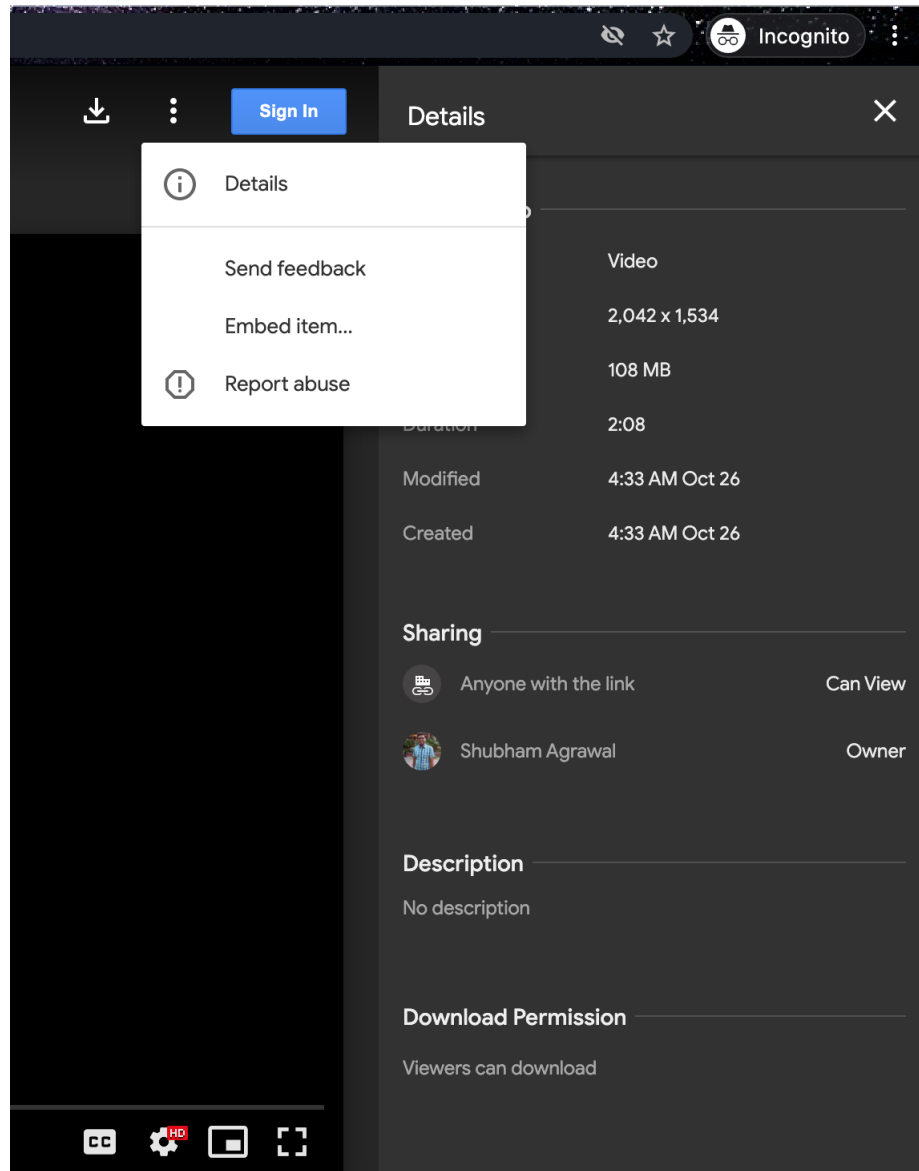 Incognito
Sign In
Details
Details
Send feedback
Embed item...
Report abuse
Video
2,042 x 1,534
108 MB
Duration 2:08
Modified 4:33 AM Oct 26
Created 4:33 AM Oct 26
Sharing
Anyone with the link Can View
Shubham Agrawal Owner
Description
No description
Download Permission
Viewers can download
CC HD